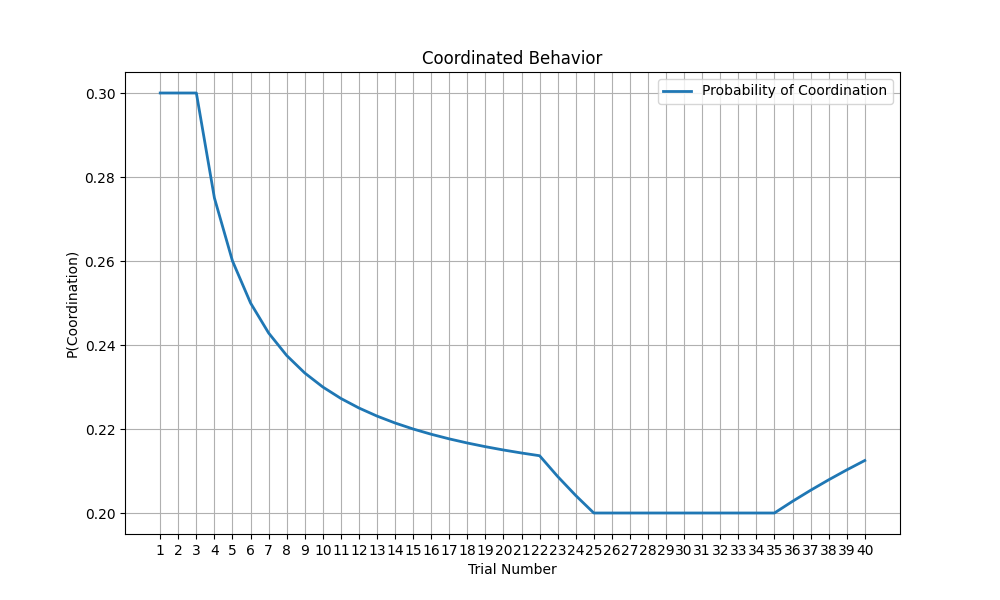 Coordinated Behavior
Probability of Coordination
P(Coordination)
0.30
0.28
0.26
0.24
0.22
0.20
1 2 3 4 5 6 7 8 9 10 11 12 13 14 15 16 17 18 19 20 21 22 23 24 25 26 27 28 29 30 31 32 33 34 35 36 37 38 39 40
Trial Number